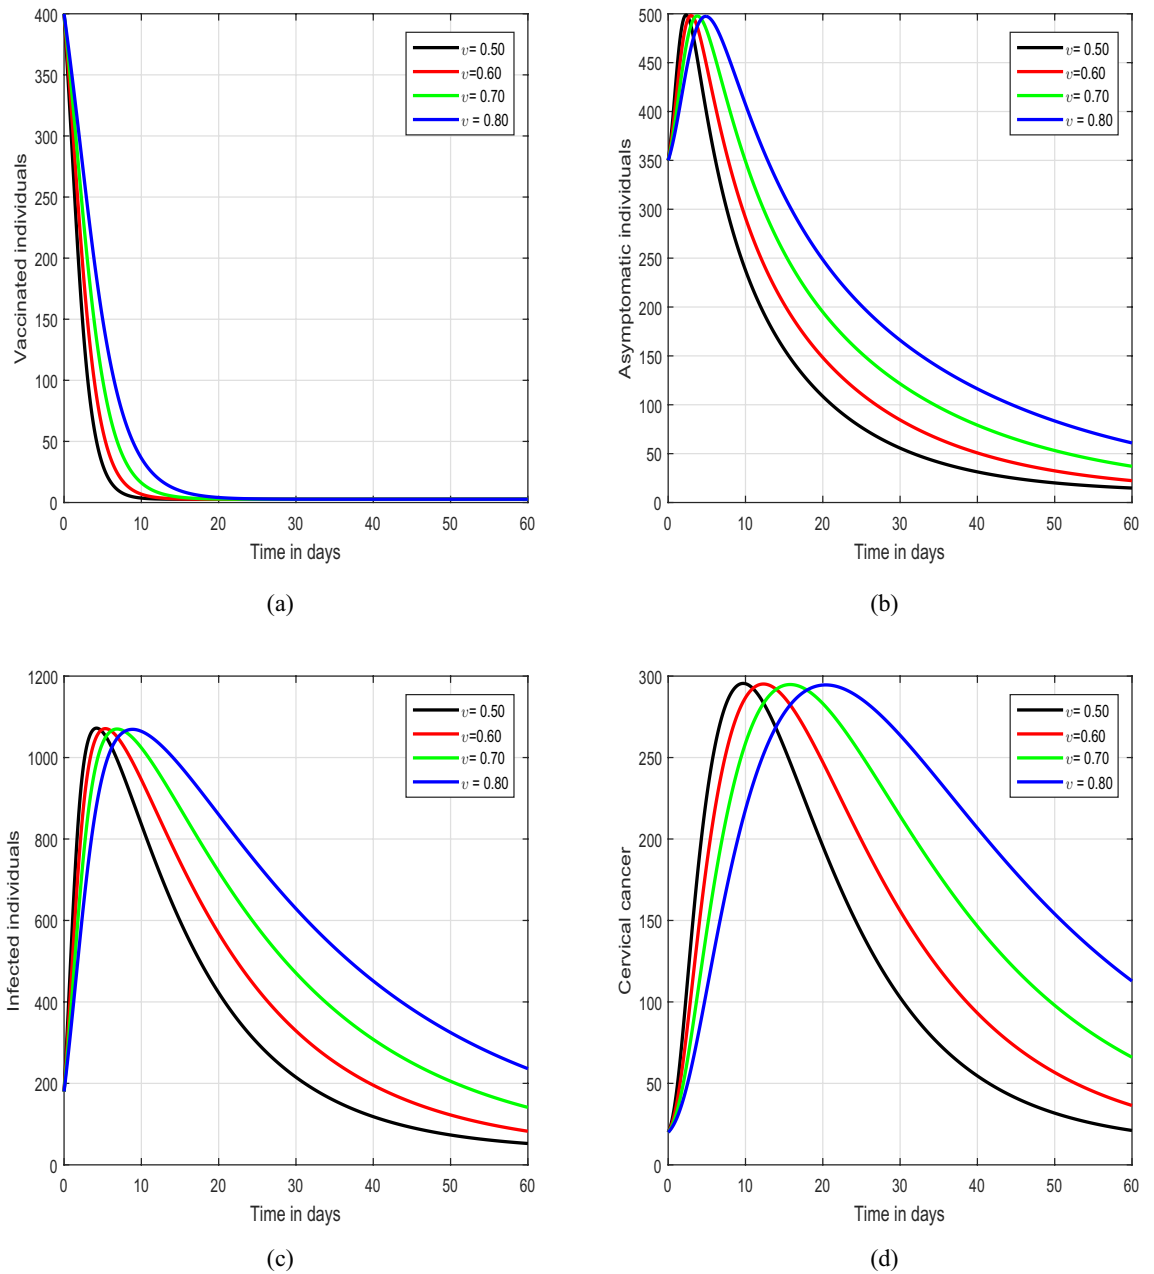 400
350
300
250
200
150
100
50
0
Vaccinated individuals
0 10 20 30 40 50 60
Time in days
v = 0.50
v=0.60
v = 0.70
v = 0.80
(a)
500
450
400
350
300
250
200
150
100
50
0
Asymptomatic individuals
0 10 20 30 40 50 60
Time in days
v = 0.50
v=0.60
v = 0.70
v = 0.80
(b)
1200
1000
800
600
400
200
0
Infected individuals
0 10 20 30 40 50 60
Time in days
v = 0.50
v=0.60
v = 0.70
v = 0.80
(c)
300
250
200
150
100
50
0
Cervical cancer
0 10 20 30 40 50 60
Time in days
v = 0.50
v=0.60
v = 0.70
v = 0.80
(d)